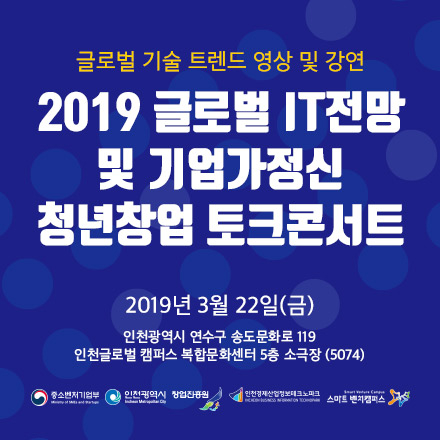 글로벌 기술 트렌드 영상 및 강연
2019 글로벌 IT전망
및 기업가정신
청년창업 토크콘서트
2019년 3월 22일(금)
인천광역시 연수구 송도문화로 119
인천글로벌 캠퍼스 복합문화센터 5층 소극장 (5074)
중소벤처기업부
Ministry of SMEs and Startups
인천광역시
Incheon Metropolitan City
창업진흥원
인천경제산업정보테크노파크
INCHEON BUSINESS INFORMATION TECHNOPARK
Smart Venture Campus
스마트 벤처캠퍼스